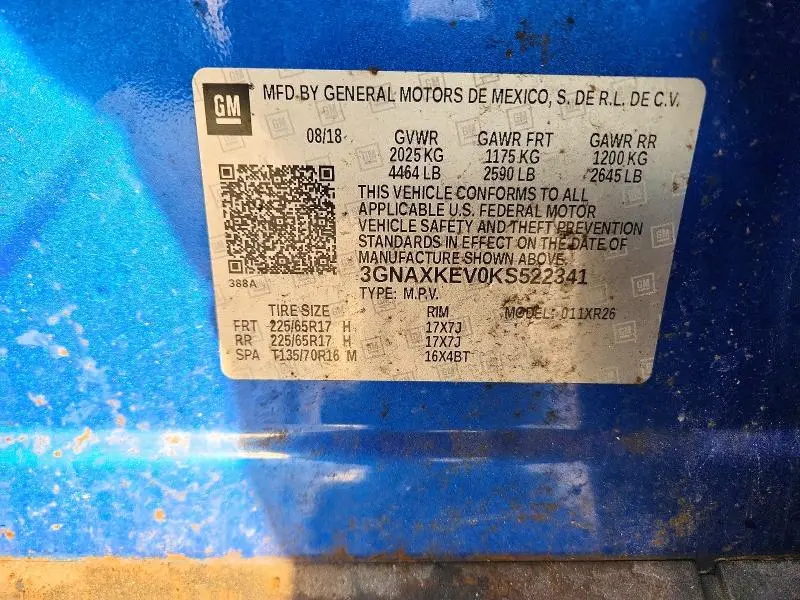 GM
MFD BY GENERAL MOTORS DE MEXICO, S. DE R.L. DE C.V.
08/18 GVWR GAWR FRT GAWR RR
2025 KG 1175 KG 1200 KG
4464 LB 2590 LB 2645 LB
THIS VEHICLE CONFORMS TO ALL
APPLICABLE U.S. FEDERAL MOTOR
VEHICLE SAFETY AND THEFT PREVENTION
STANDARDS IN EFFECT ON THE DATE OF
MANUFACTURE SHOWN ABOVE.
3GNAXKEV0KS522341
388A
TYPE: M.P.V.
TIRE SIZE RIM MODEL: 011XR26
FRT 225/65R17 H 17X7J
RR 225/65R17 H 17X7J
SPA T135/70R16 M 16X4BT